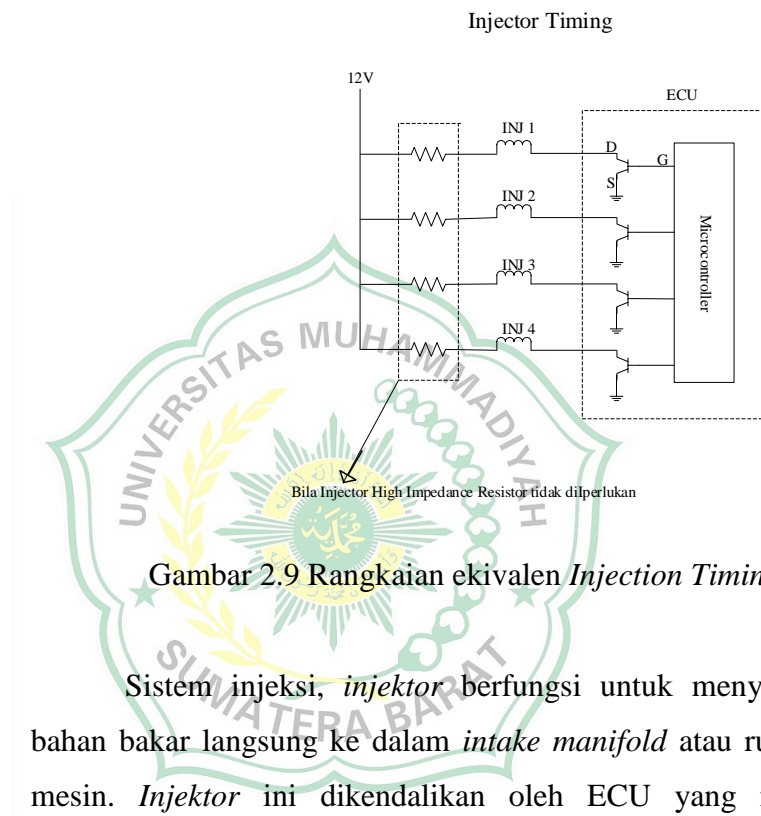 Injector Timing
12V
ECU
INJ 1
D
G
S
INJ 2
Microcontroller
INJ 3
INJ 4
UNIVERSITAS MUHAMMADIYAH
Bila Injector High Impedance Resistor tidak dilperlukan
Gambar 2.9 Rangkaian ekivalen Injection Timin
Sistem injeksi, injektor berfungsi untuk meny
SUMATERA BARAT
bahan bakar langsung ke dalam intake manifold atau ru
mesin. Injektor ini dikendalikan oleh ECU yang